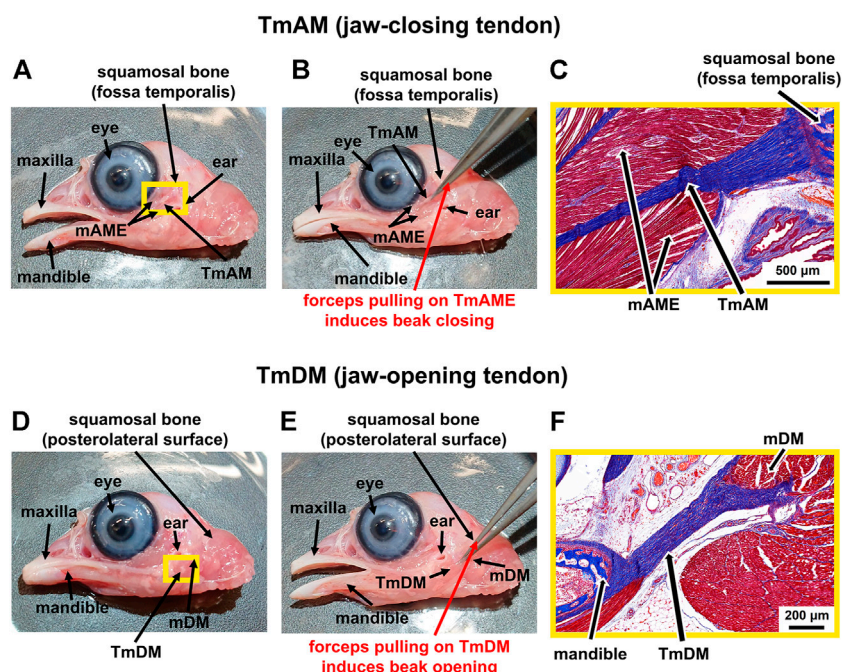 TmAM (jaw-closing tendon)
A
squamosal bone
(fossa temporalis)
eye
maxilla
ear
mAME
mandible
TmAM
B
squamosal bone
(fossa temporalis)
TmAM
eye
maxilla
mAME
ear
mandible
forceps pulling on TmAME
induces beak closing
C
squamosal bone
(fossa temporalis)
500 µm
mAME
TmAM
TmDM (jaw-opening tendon)
D
squamosal bone
(posterolateral surface)
eye
maxilla
ear
mandible
mDM
TmDM
E
squamosal bone
(posterolateral surface)
eye
maxilla
ear
TmDM
mDM
mandible
forceps pulling on TmDM
induces beak opening
F
mDM
200 µm
mandible
TmDM